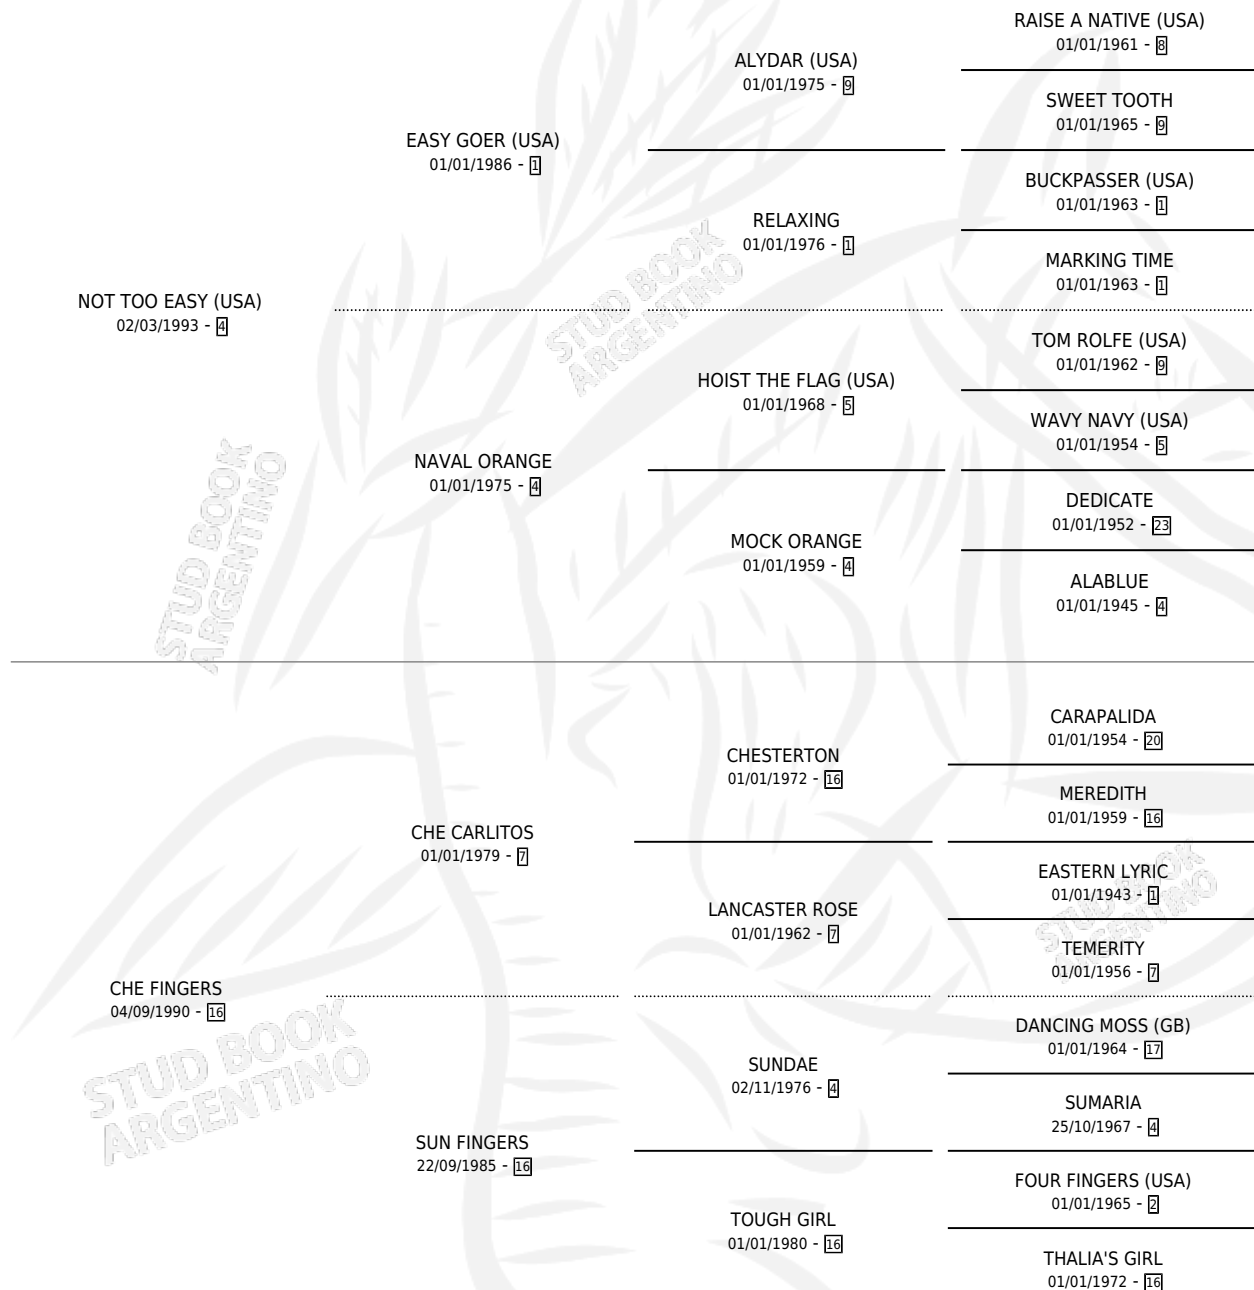 RAISE A NATIVE (USA)
01/01/1961 - 8
ALYDAR (USA)
01/01/1975 - 9
SWEET TOOTH
01/01/1965 - 9
EASY GOER (USA)
01/01/1986 - 1
BUCKPASSER (USA)
01/01/1963 - 1
RELAXING
01/01/1976 - 1
MARKING TIME
01/01/1963 - 1
NOT TOO EASY (USA)
02/03/1993 - 4
TOM ROLFE (USA)
01/01/1962 - 9
HOIST THE FLAG (USA)
01/01/1968 - 5
WAVY NAVY (USA)
01/01/1954 - 5
NAVAL ORANGE
01/01/1975 - 4
DEDICATE
01/01/1952 - 23
MOCK ORANGE
01/01/1959 - 4
ALABLUE
01/01/1945 - 4
CARAPALIDA
01/01/1954 - 20
CHESTERTON
01/01/1972 - 16
MEREDITH
01/01/1959 - 16
CHE CARLITOS
01/01/1979 - 7
EASTERN LYRIC
01/01/1943 - 1
LANCASTER ROSE
01/01/1962 - 7
TEMERITY
01/01/1956 - 7
CHE FINGERS
04/09/1990 - 16
DANCING MOSS (GB)
01/01/1964 - 17
SUNDAE
02/11/1976 - 4
SUMARIA
25/10/1967 - 4
SUN FINGERS
22/09/1985 - 16
FOUR FINGERS (USA)
01/01/1965 - 2
TOUGH GIRL
01/01/1980 - 16
THALIA'S GIRL
01/01/1972 - 16
STUD BOOK
ARGENTINO
STUD BOOK
ARGENTINO
STUD BOOK
ARGENTINO
STUD BOOK
ARGENTINO